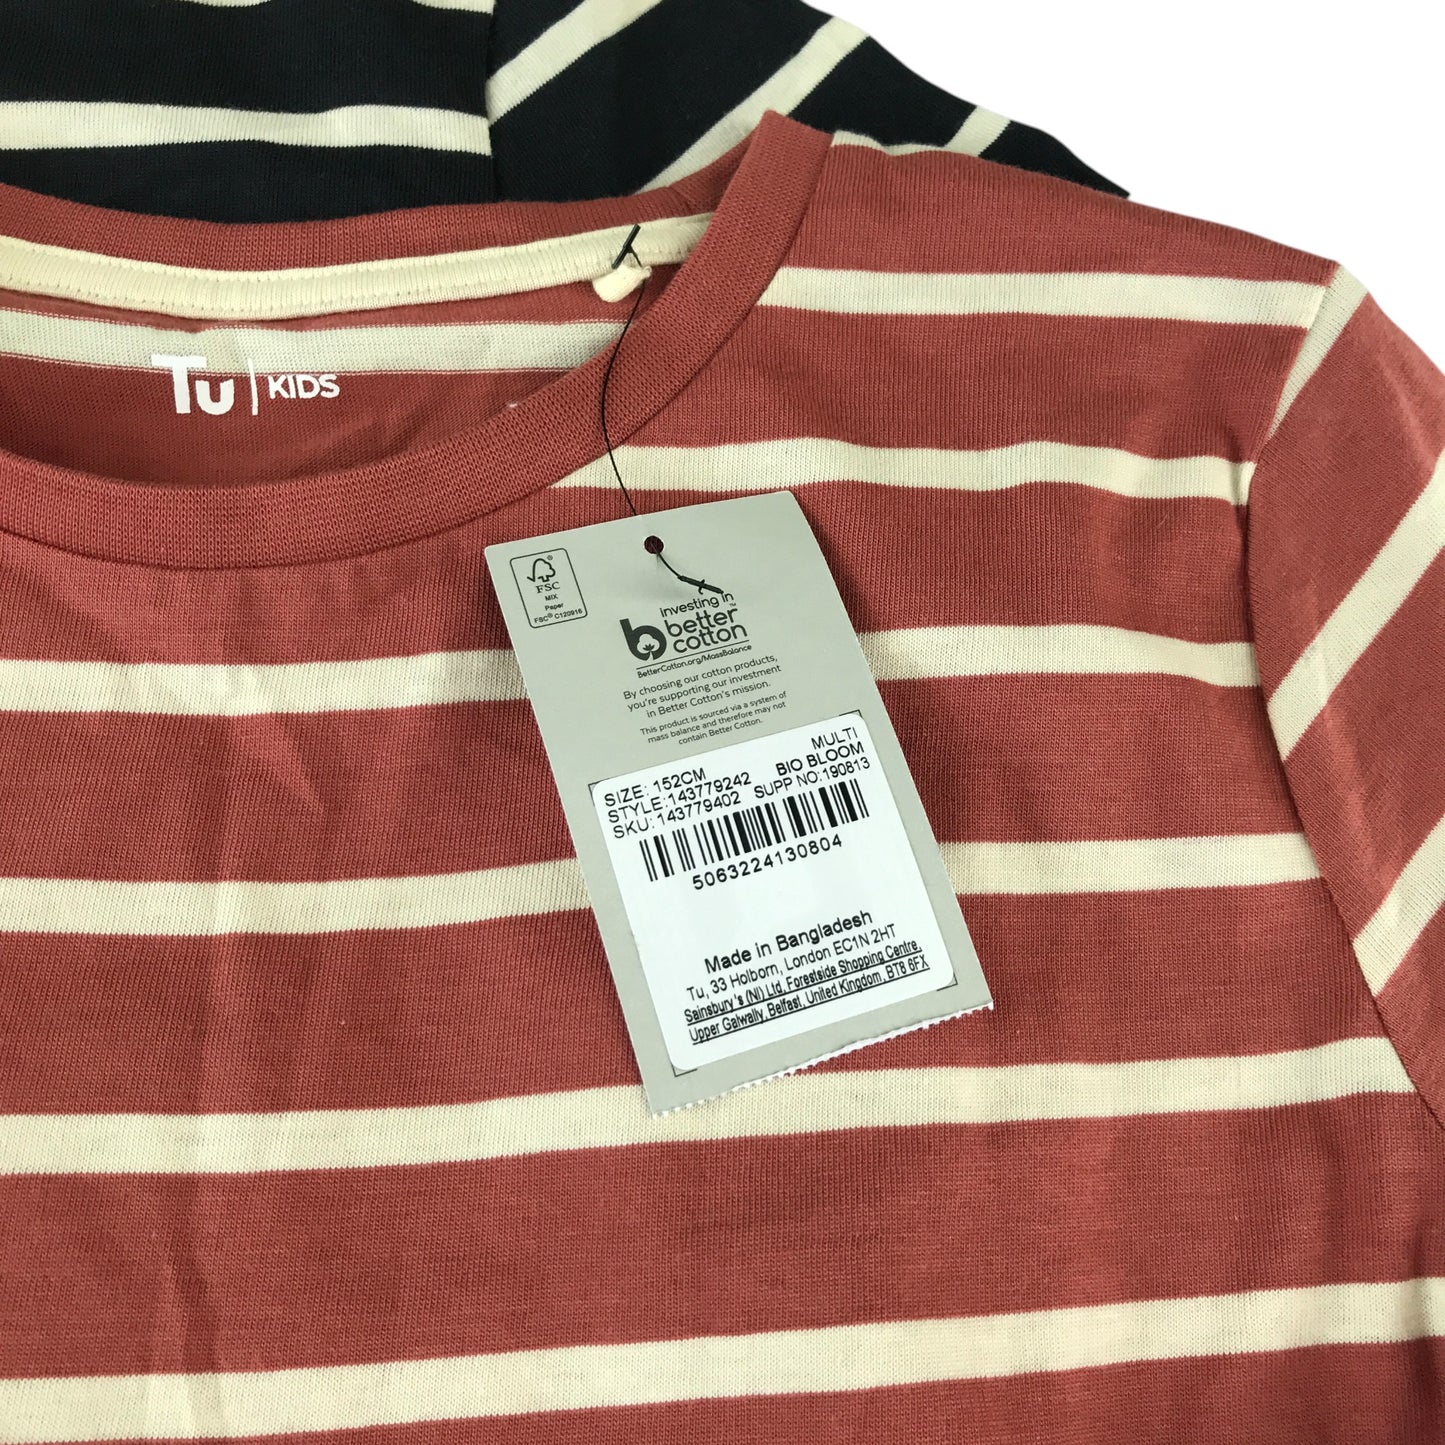 Tu | KIDS
FSC®
MIX
Paper
FSC® C120916
investing in
better™
cotton
BetterCotton.org/MassBalance
By choosing our cotton products,
you're supporting our investment
in Better Cotton's mission.
This product is sourced via a system of
mass balance and therefore may not
contain Better Cotton.
MULTI
SIZE: 152CM BIO BLOOM
STYLE:143779242 SUPP NO:190813
SKU:143779402
5063224130804
Made in Bangladesh
Tu, 33 Holborn, London EC1N 2HT
Sainsbury's (NI) Ltd, Forestside Shopping Centre,
Upper Galwally, Belfast, United Kingdom, BT8 6FX